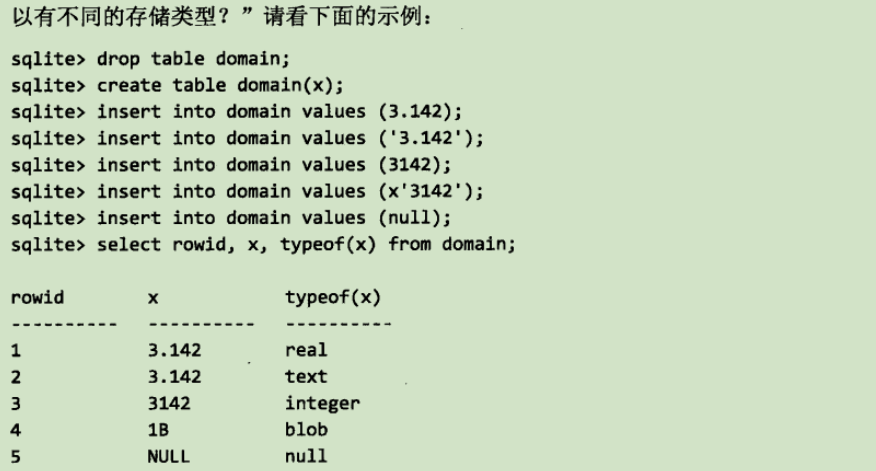 以有不同的存储类型？”请看下面的示例：
sqlite> drop table domain;
sqlite> create table domain(x);
sqlite> insert into domain values (3.142);
sqlite> insert into domain values ('3.142');
sqlite> insert into domain values (3142);
sqlite> insert into domain values (x'3142');
sqlite> insert into domain values (null);
sqlite> select rowid, x, typeof(x) from domain;
rowid x typeof(x)
---------- ---------- ----------
1 3.142 real
2 3.142 text
3 3142 integer
4 1B blob
5 NULL null